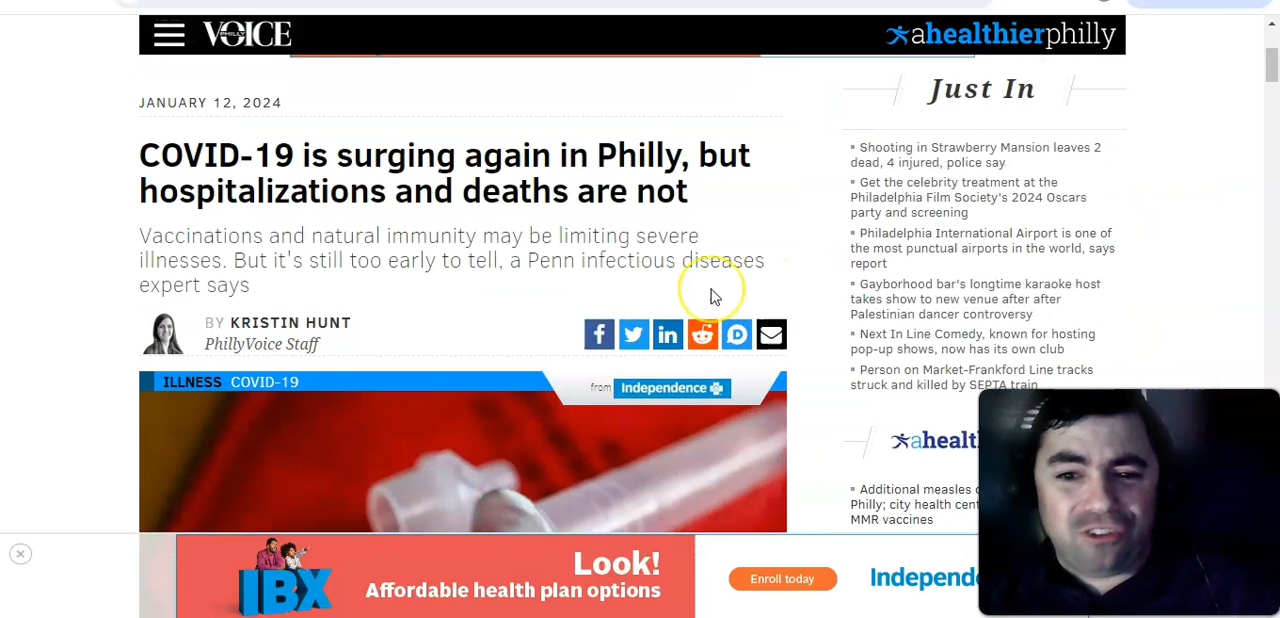 PHILLY VOICE
ahealthierphilly
JANUARY 12, 2024
COVID-19 is surging again in Philly, but
hospitalizations and deaths are not
Vaccinations and natural immunity may be limiting severe
illnesses. But it's still too early to tell, a Penn infectious diseases
expert says
BY KRISTIN HUNT
PhillyVoice Staff
ILLNESS COVID-19
from Independence
Just In
Shooting in Strawberry Mansion leaves 2
dead, 4 injured, police say
Get the celebrity treatment at the
Philadelphia Film Society's 2024 Oscars
party and screening
Philadelphia International Airport is one of
the most punctual airports in the world, says
report
Gayborhood bar's longtime karaoke host
takes show to new venue after after
Palestinian dancer controversy
Next In Line Comedy, known for hosting
pop-up shows, now has its own club
Person on Market-Frankford Line tracks
struck and killed by SEPTA train
ahealt
Additional measles
Philly; city health cent
MMR vaccines
IBX
Look!
Affordable health plan options
Enroll today
Independ